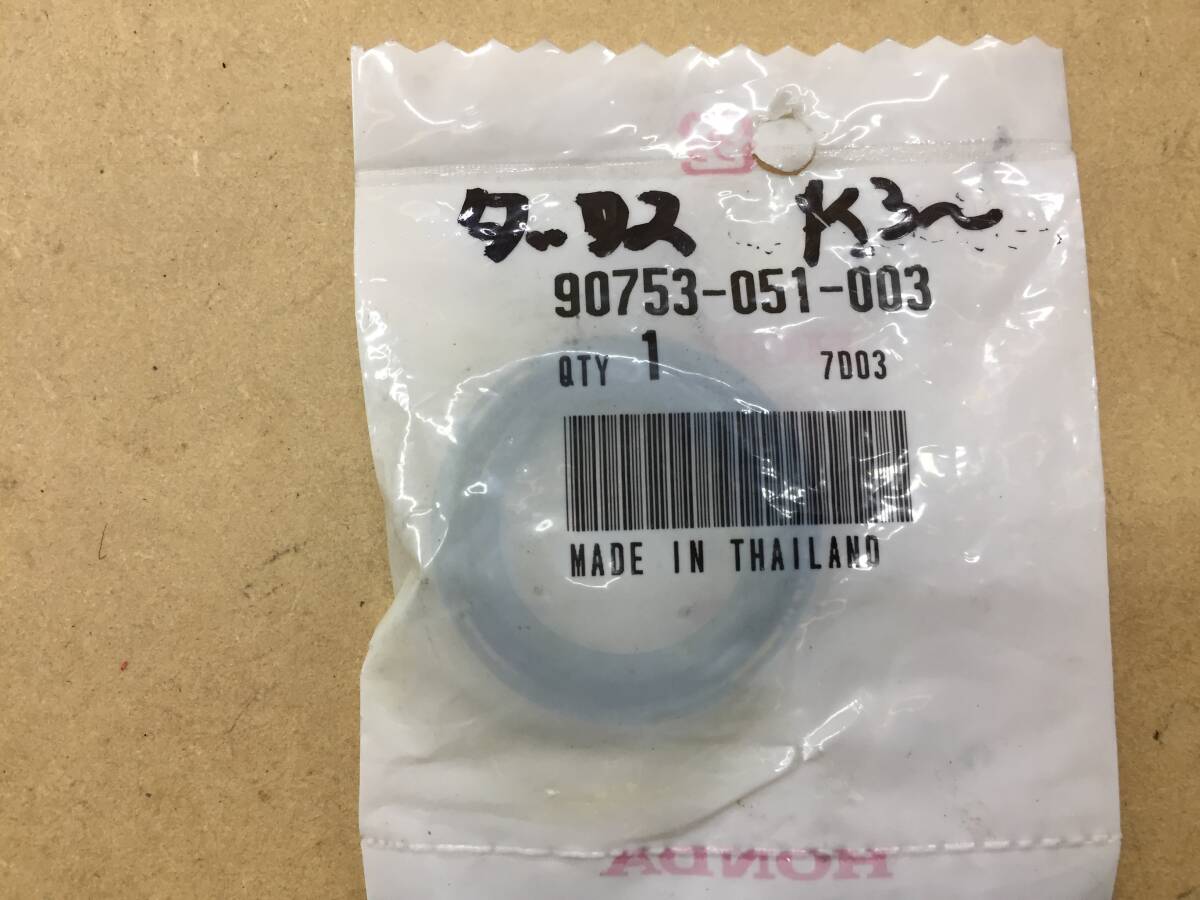 ダックス K3〜
90753-051-003
QTY 1 7D03
MADE IN THAILAND
HONDA